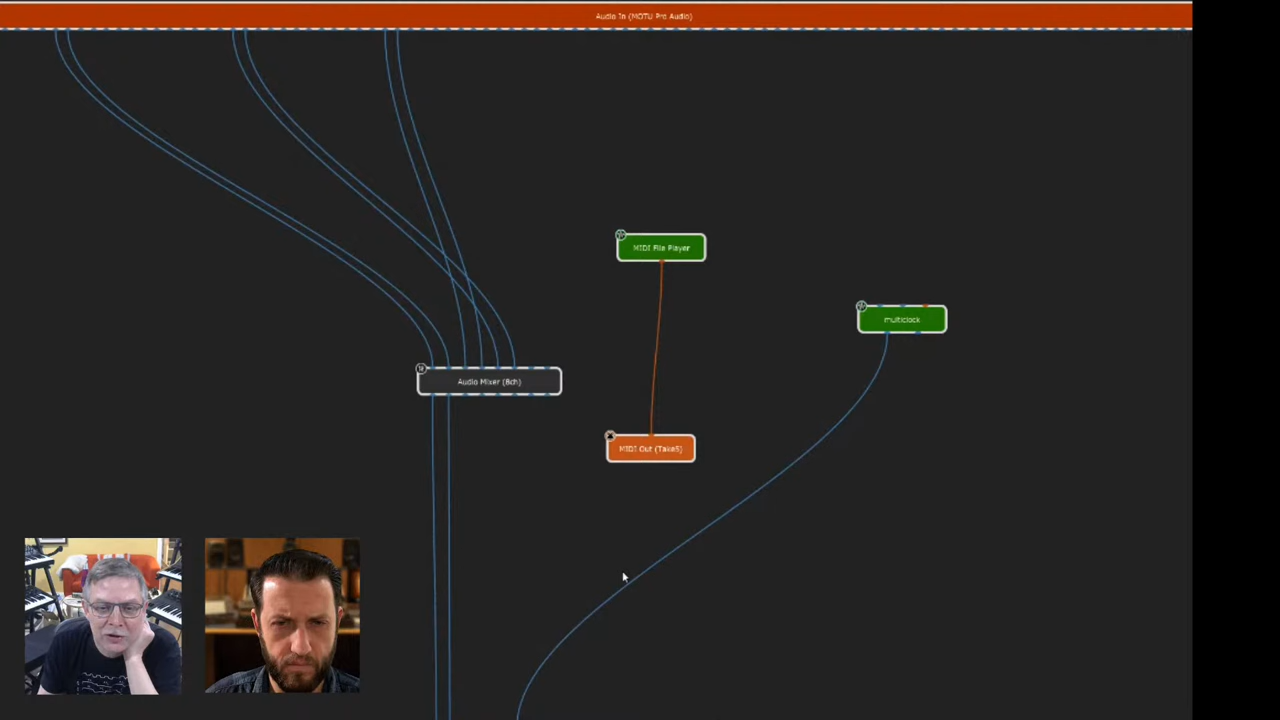 Audio In (MOTU Pro Audio)
MIDI File Player
multiclock
Audio Mixer (8ch)
MIDI Out (Take5)